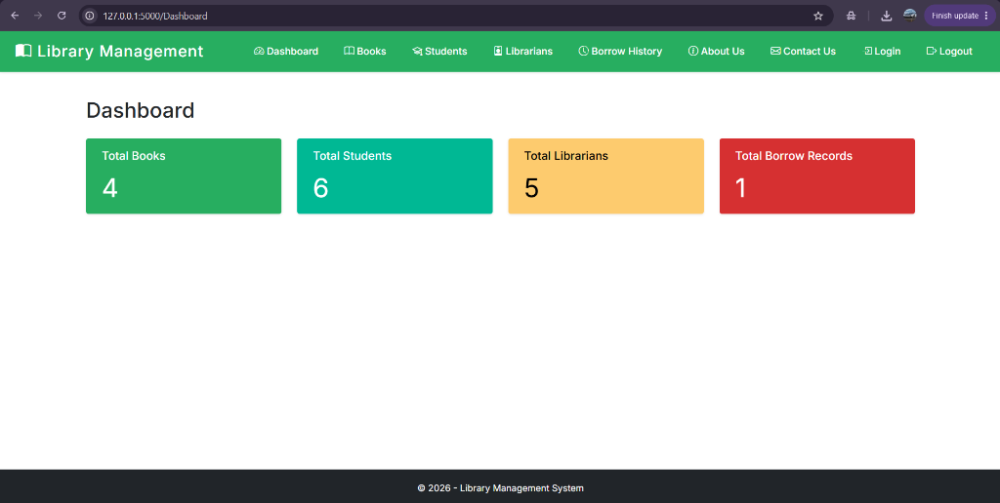 127.0.0.1:5000/Dashboard
Finish update
Library Management
Dashboard
Books
Students
Librarians
Borrow History
About Us
Contact Us
Login
Logout
Dashboard
Total Books
4
Total Students
6
Total Librarians
5
Total Borrow Records
1
© 2026 - Library Management System